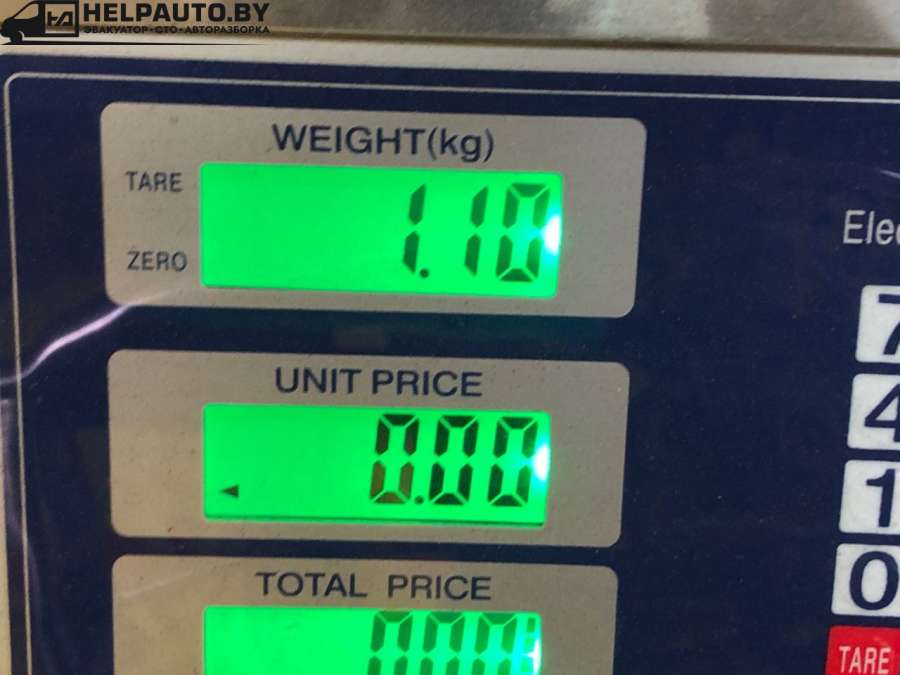 HELPAUTO.BY
ЭВАКУАТОР·СТО·АВТОРАЗБОРКА
WEIGHT(kg)
TARE
1.10
ZERO
UNIT PRICE
0.00
TOTAL PRICE
7
4
1
0
TARE